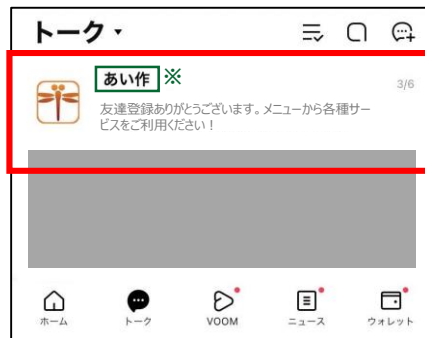 トーク
あい作 ※
3/6
友達登録ありがとうございます。メニューから各種サー
ビスをご利用ください！
ホーム
トーク
VOOM
ニュース
ウォレット